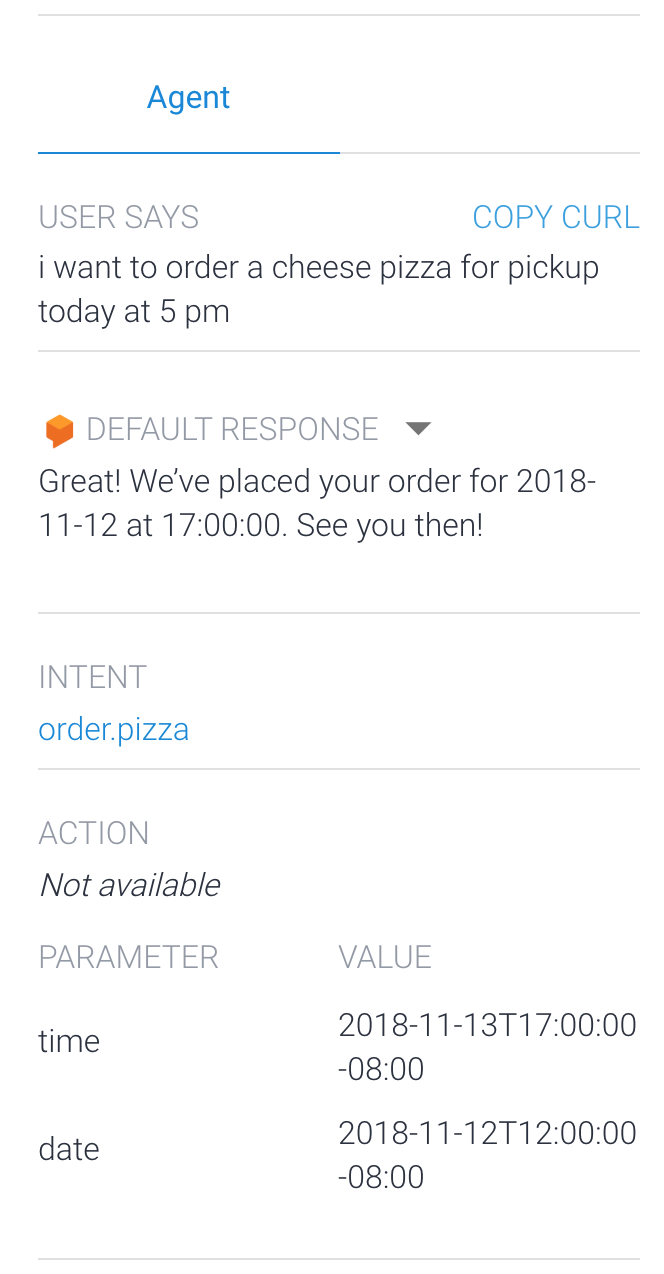 Agent
USER SAYS COPY CURL
i want to order a cheese pizza for pickup
today at 5 pm
DEFAULT RESPONSE
Great! We’ve placed your order for 2018-
11-12 at 17:00:00. See you then!
INTENT
order.pizza
ACTION
Not available
PARAMETER VALUE
time 2018-11-13T17:00:00
-08:00
date 2018-11-12T12:00:00
-08:00